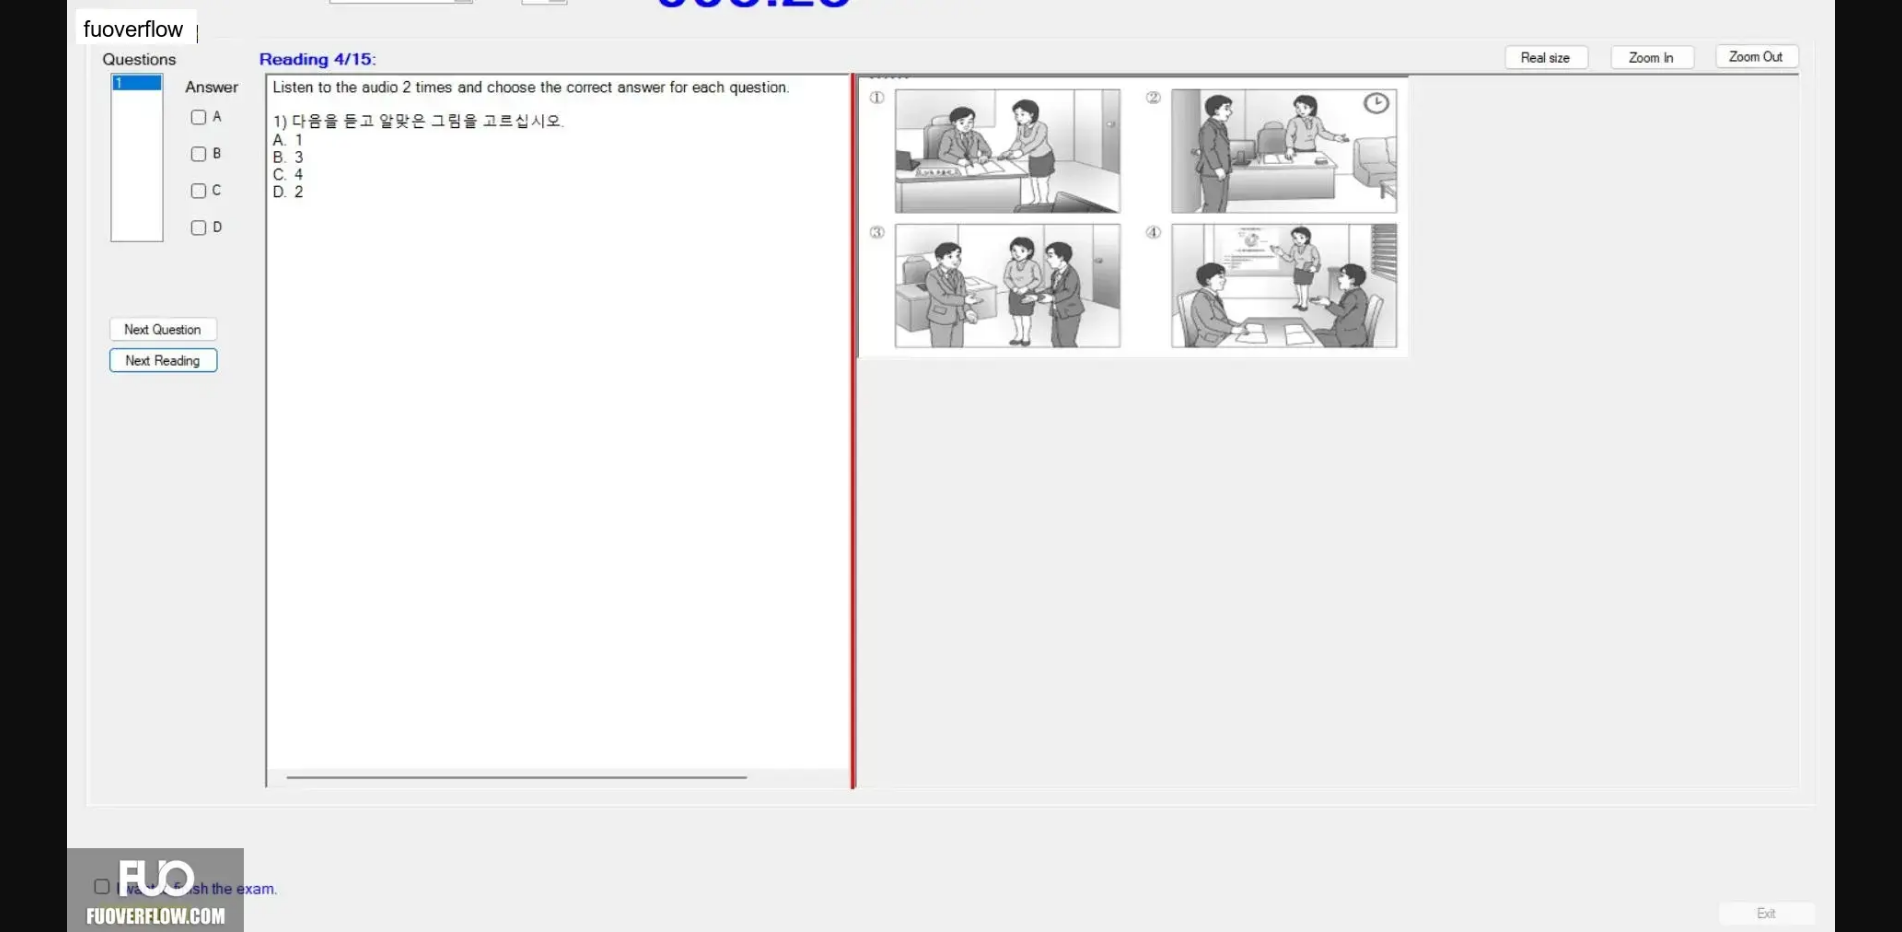 fuoverflow
Questions
Reading 4/15:
Real size
Zoom In
Zoom Out
1
Answer
A
B
C
D
Listen to the audio 2 times and choose the correct answer for each question.
1) 다음을 듣고 알맞은 그림을 고르십시오.
A. 1
B. 3
C. 4
D. 2
①
②
③
④
Next Question
Next Reading
FUO
the exam.
FUOVERFLOW.COM
Exit